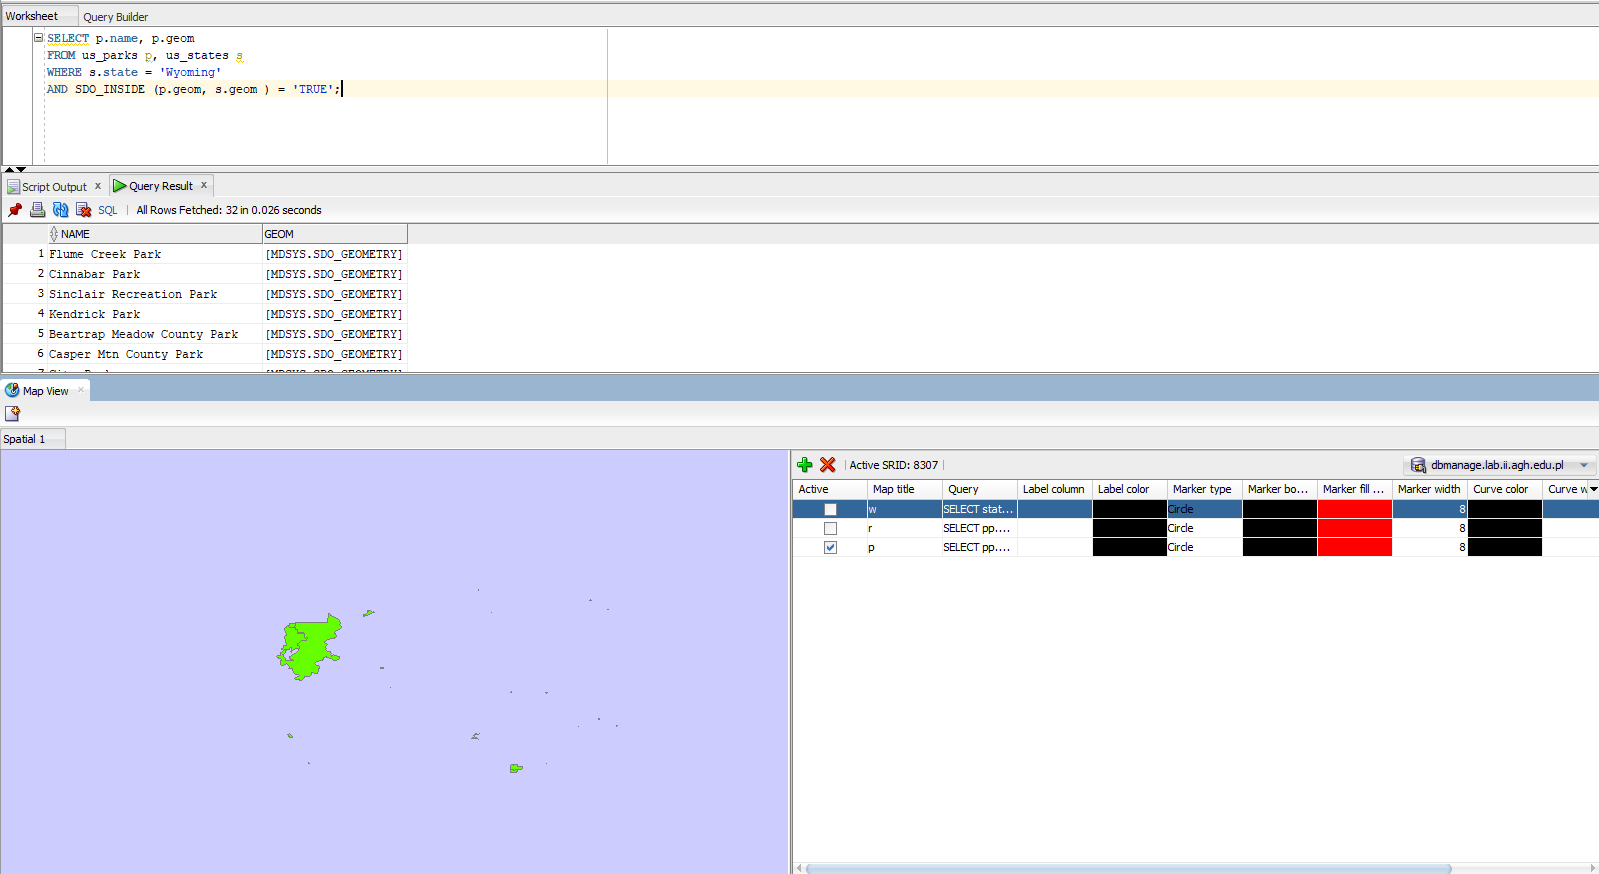 Worksheet Query Builder
SELECT p.name, p.geom
FROM us_parks p, us_states s
WHERE s.state = 'Wyoming'
AND SDO_INSIDE (p.geom, s.geom ) = 'TRUE';
Script Output x Query Result x
SQL | All Rows Fetched: 32 in 0.026 seconds
NAME GEOM
1 Flume Creek Park [MDSYS.SDO_GEOMETRY]
2 Cinnabar Park [MDSYS.SDO_GEOMETRY]
3 Sinclair Recreation Park [MDSYS.SDO_GEOMETRY]
4 Kendrick Park [MDSYS.SDO_GEOMETRY]
5 Beartrap Meadow County Park [MDSYS.SDO_GEOMETRY]
6 Casper Mtn County Park [MDSYS.SDO_GEOMETRY]
Map View x
Spatial 1
Active SRID: 8307 dbmanage.lab.ii.agh.edu.pl
Active Map title Query Label column Label color Marker type Marker bo... Marker fill ... Marker width Curve color Curve w
w SELECT stat... Circle 8
r SELECT pp.... Circle 8
p SELECT pp.... Circle 8